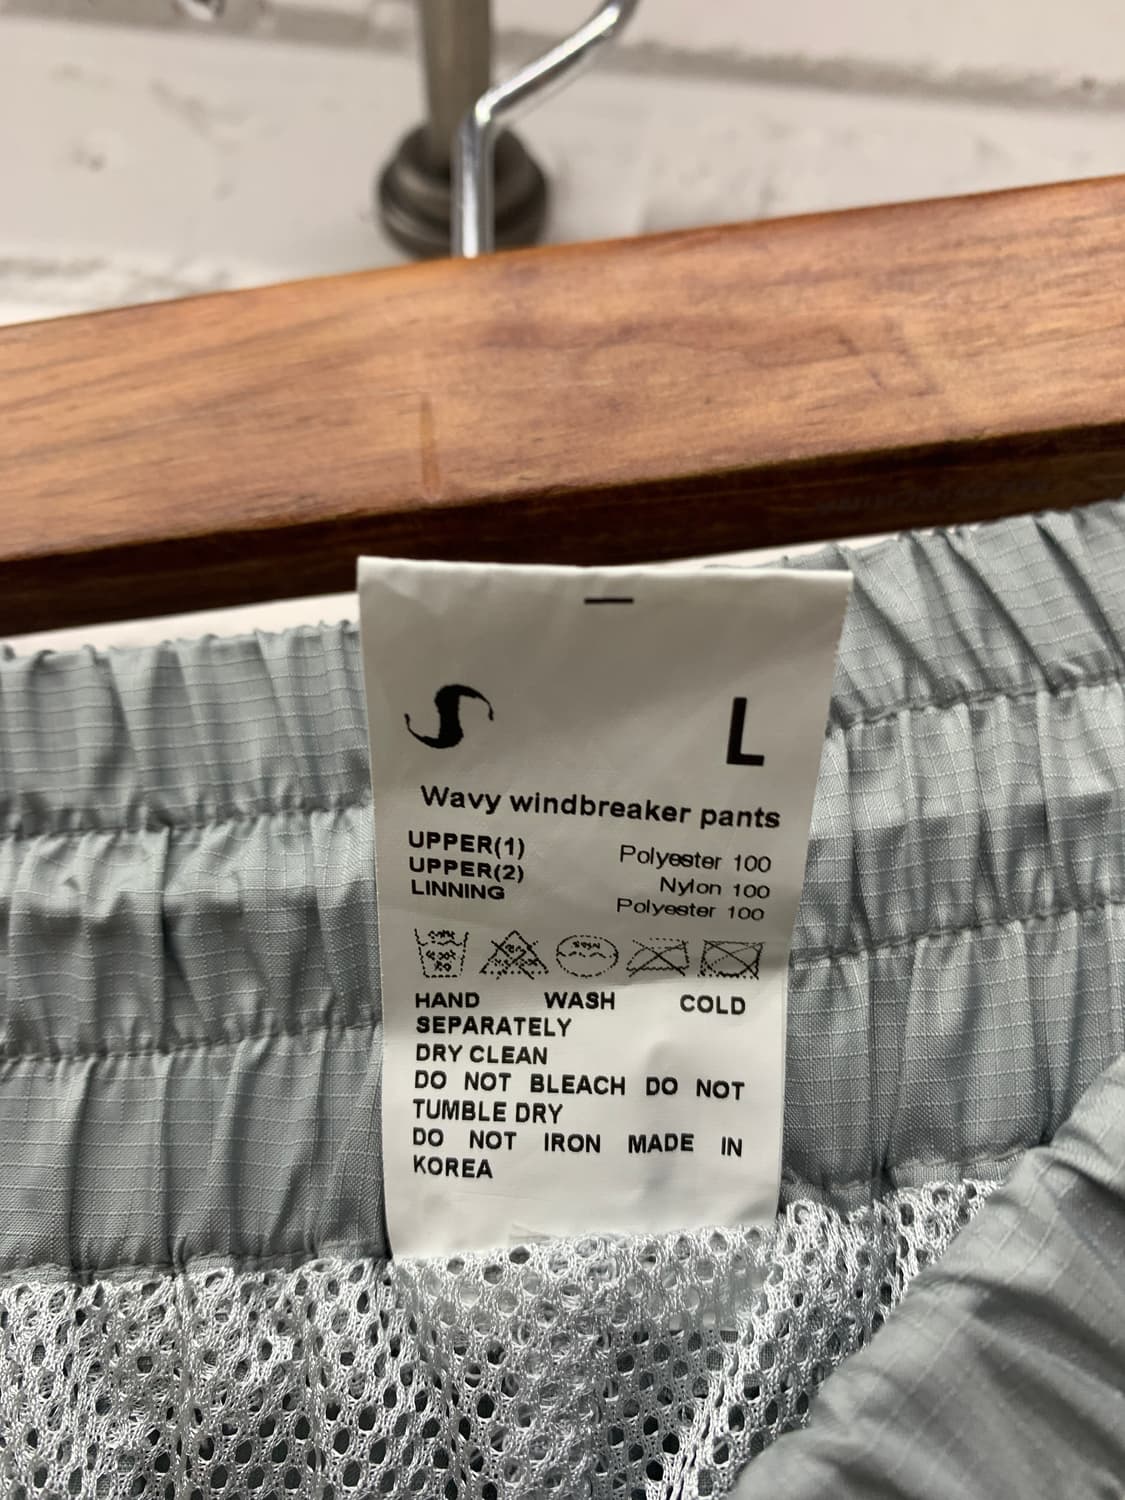 L
Wavy windbreaker pants
UPPER(1) Polyester 100
UPPER(2) Nylon 100
LINNING Polyester 100
HAND WASH COLD
SEPARATELY
DRY CLEAN
DO NOT BLEACH DO NOT
TUMBLE DRY
DO NOT IRON MADE IN
KOREA